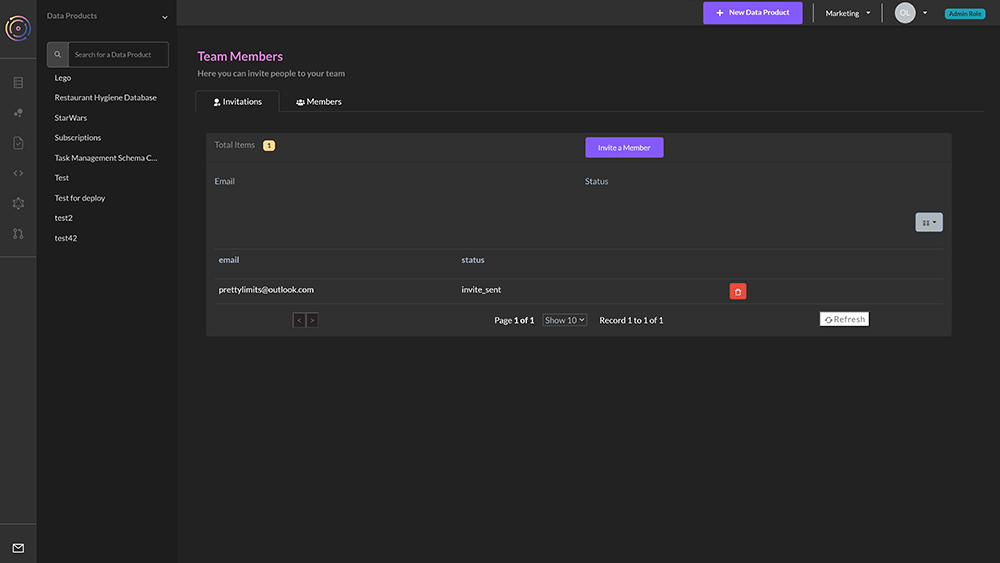 Data Products
New Data Product
Marketing
OL
Admin Role
Search for a Data Product
Lego
Restaurant Hygiene Database
StarWars
Subscriptions
Task Management Schema C...
Test
Test for deploy
test2
test42
Team Members
Here you can invite people to your team
Invitations
Members
Total Items 1
Invite a Member
Email Status
email status
prettylimits@outlook.com invite_sent
< > Page 1 of 1 Show 10 Record 1 to 1 of 1 Refresh